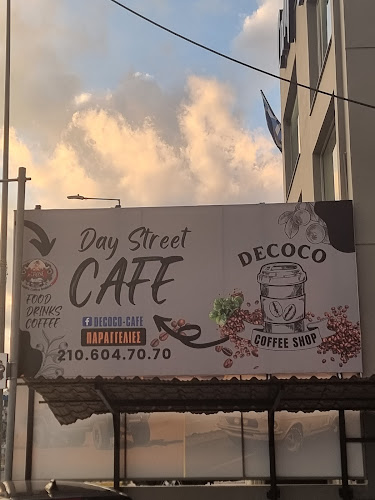 Day Street
CAFE
FOOD
DRINKS
COFFEE
DECOCO-CAFE
ΠΑΡΑΓΓΕΛΙΕΣ
210.604.70.70
DECOCO
COFFEE SHOP